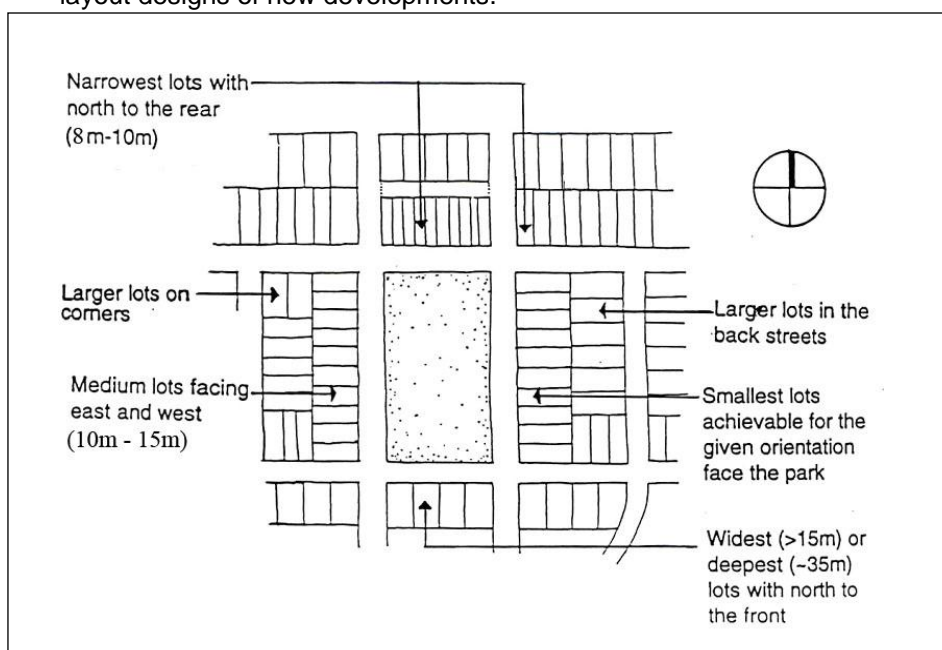 layout designs of new developments.
Narrowest lots with
north to the rear
(8m-10m)
Larger lots on
corners
Larger lots in the
back streets
Medium lots facing
east and west
(10m - 15m)
Smallest lots
achievable for the
given orientation
face the park
Widest (>15m) or
deepest (~35m)
lots with north to
the front